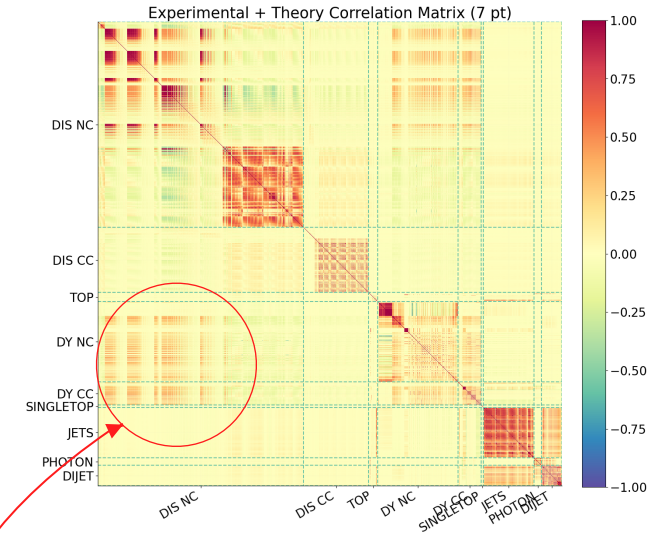 Experimental + Theory Correlation Matrix (7 pt)
DIS NC
DIS CC
TOP
DY NC
DY CC
SINGLETOP
JETS
PHOTON
DIJET
DIS NC
DIS CC
TOP
DY NC
DY CC
SINGLETOP
JETS
PHOTON
DIJET
1.00
0.75
0.50
0.25
0.00
−0.25
−0.50
−0.75
−1.00